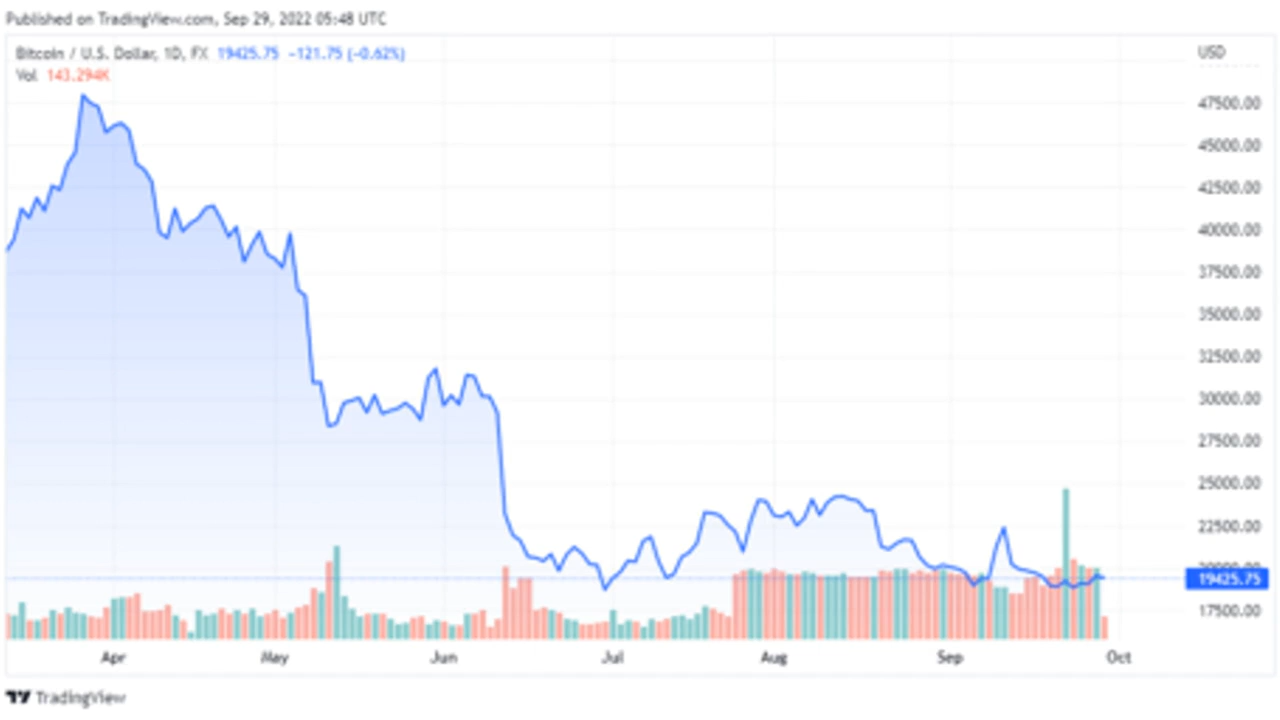 Published on TradingView.com, Sep 29, 2022 05:48 UTC
Bitcoin / U.S. Dollar, 1D, FX 19425.75 -121.75 (-0.62%)
Vol 143.294K
USD
47500.00
45000.00
42500.00
40000.00
37500.00
35000.00
32500.00
30000.00
27500.00
25000.00
22500.00
20000.00
19425.75
17500.00
Apr May Jun Jul Aug Sep Oct
TradingView